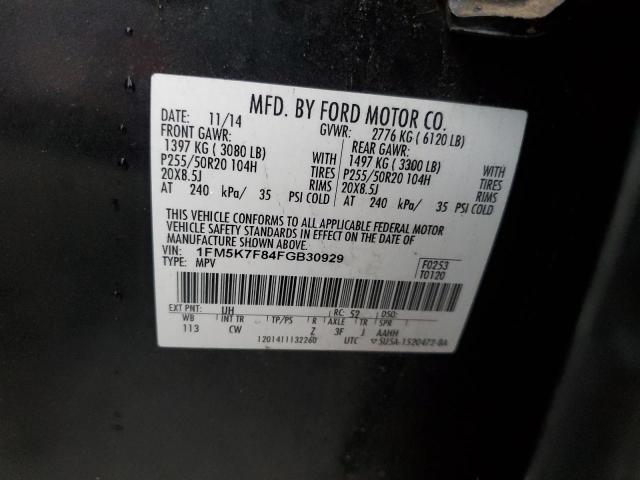 MFD. BY FORD MOTOR CO.
DATE: 11/14 GVWR: 2776 KG ( 6120 LB)
FRONT GAWR: REAR GAWR:
1397 KG ( 3080 LB) WITH 1497 KG ( 3300 LB) WITH
P255/50R20 104H TIRES P255/50R20 104H TIRES
20X8.5J RIMS 20X8.5J RIMS
AT 240 kPa/ 35 PSI COLD AT 240 kPa/ 35 PSI COLD
THIS VEHICLE CONFORMS TO ALL APPLICABLE FEDERAL MOTOR
VEHICLE SAFETY STANDARDS IN EFFECT ON THE DATE OF
MANUFACTURE SHOWN ABOVE.
VIN: 1FM5K7F84FGB30929 F0253
TYPE: MPV T0120
EXT PNT: UH RC: 52 DSO:
WB INT TR TP/PS R AXLE TR SPR
113 CW Z 3F J AAHH
1201411132260 UTC